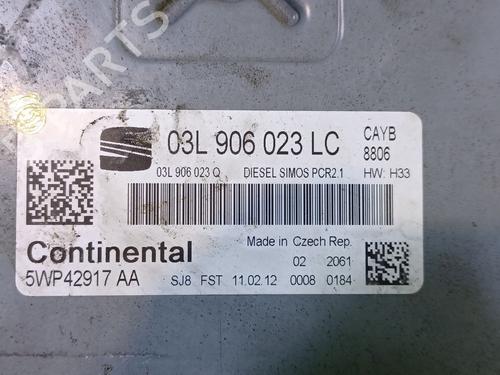 PARTS
03L 906 023 LC
CAYB
8806
03L 906 023 Q DIESEL SIMOS PCR2.1 HW: H33
Continental
Made in Czech Rep.
5WP42917 AA
02 2061
SJ8 FST 11.02.12 0008 0184